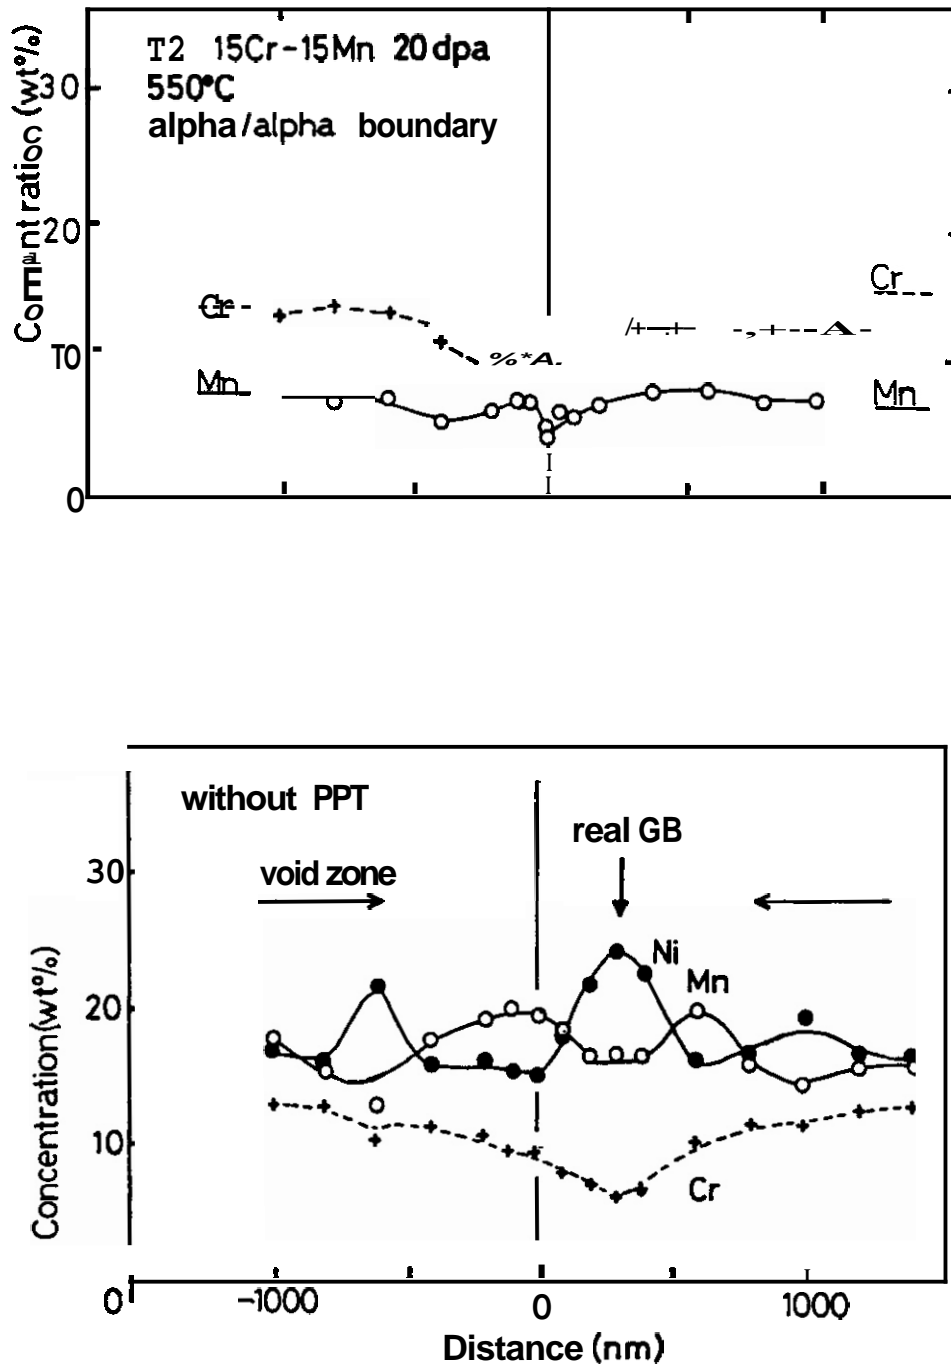 T2 15Cr-15Mn 20dpa
550°C
alpha/alpha boundary
30
20
10
0
Cr
Mn
%*A.
Cr
Mn
without PPT
real GB
void zone
30
20
10
0
Ni
Mn
Cr
Concentration(wt%)
-1000
0
1000
Distance (nm)